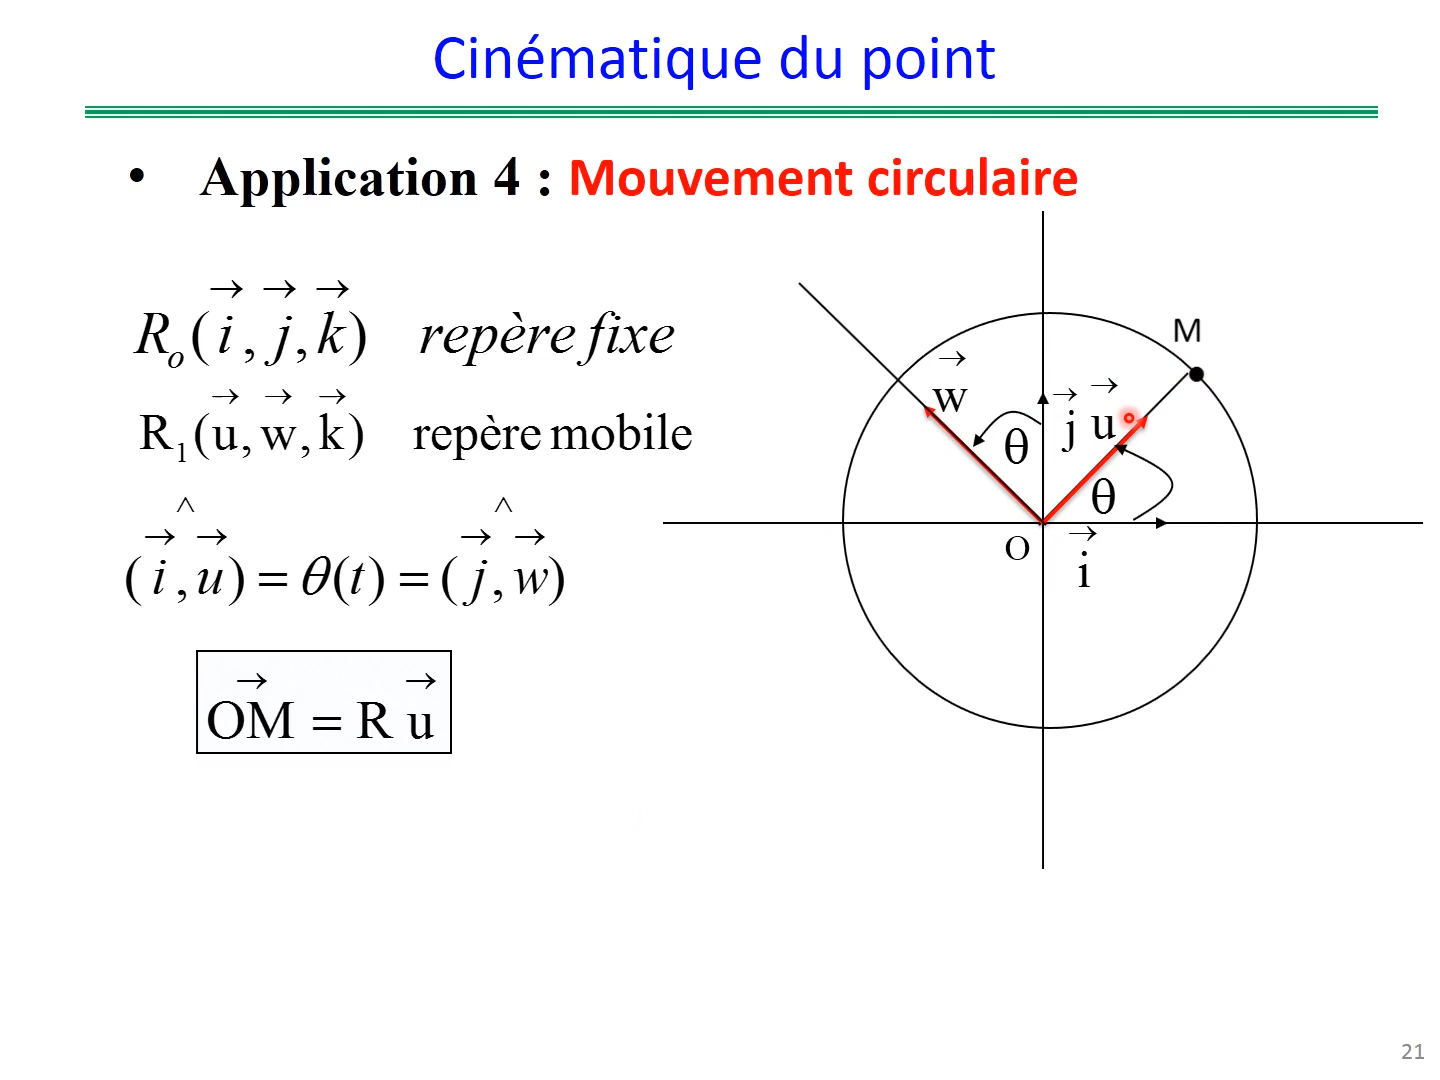 Cinématique du point
• Application 4 : Mouvement circulaire
R₀(i⃗, j⃗, k⃗) repère fixe
R₁(u⃗, w⃗, k⃗) repère mobile
(i⃗, u⃗)^ = θ(t) = (j⃗, w⃗)^
OM⃗ = R u⃗
M
w⃗
j⃗ u⃗
θ
θ
O
i⃗
21